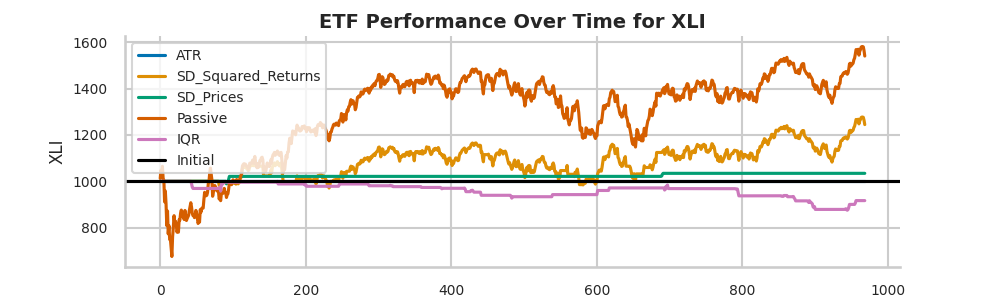 ETF Performance Over Time for XLI
XLI
1600
1400
1200
1000
800
ATR
SD_Squared_Returns
SD_Prices
Passive
IQR
Initial
0 200 400 600 800 1000